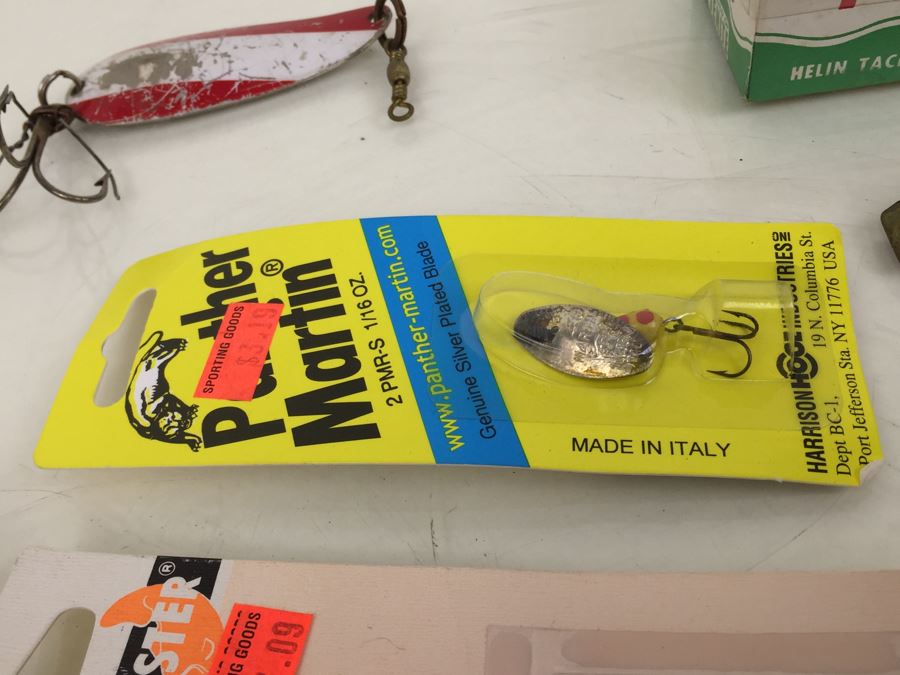 HELIN TAC
Panther
Martin®
SPORTING GOODS
2 PMR-S 1/16 OZ.
www.panther-martin.com
Genuine Silver Plated Blade
MADE IN ITALY
HARRISON HOGE INDUSTRIES INC
Dept BC-1, 19 N. Columbia St.
Port Jefferson Sta. NY 11776 USA
STER®
G GOODS
.09